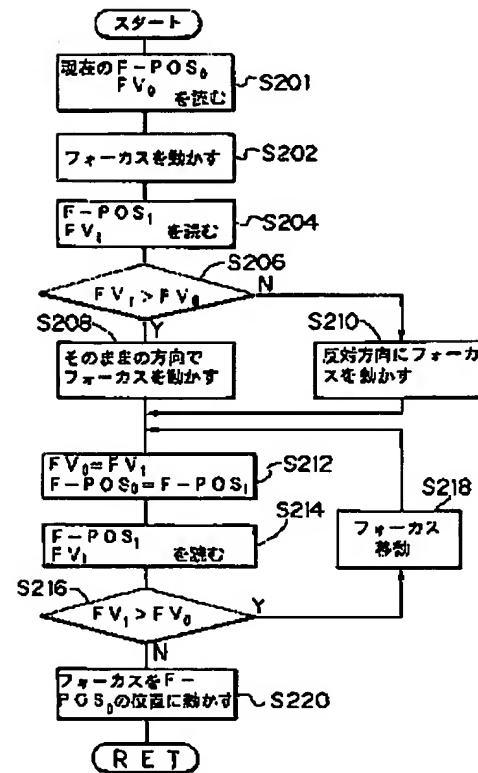 スタート
現在のF-POS₀
FV₀
を読む
S201
フォーカスを動かす
S202
F-POS₁
FV₁ を読む
S204
S206
FV₁>FV₀
N
Y
S208
そのままの方向で
フォーカスを動かす
S210
反対方向にフォーカ
スを動かす
FV₀=FV₁
F-POS₀=F-POS₁
S212
F-POS₁
FV₁ を読む
S214
S218
フォーカス
移動
S216
FV₁>FV₀
Y
N
フォーカスをF-
POS₀の位置に動かす
S220
RET